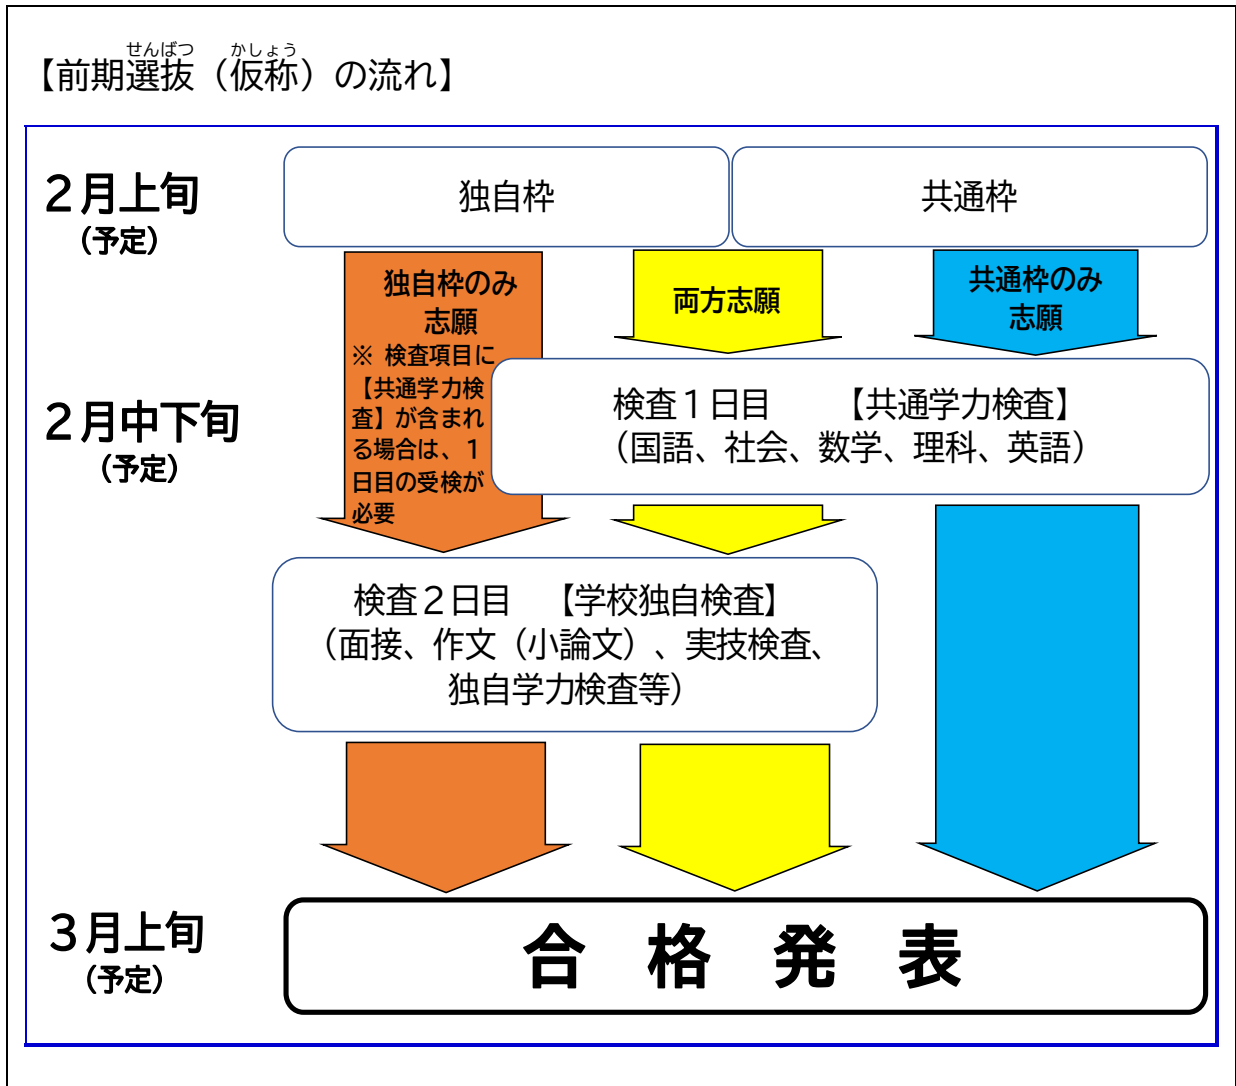 せんばつ かしょう
【前期選抜（仮称）の流れ】
２月上旬
（予定）
独自枠
共通枠
独自枠のみ
志願
※ 検査項目に
【共通学力検
査】が含まれ
る場合は、１
日目の受検が
必要
両方志願
共通枠のみ
志願
２月中下旬
（予定）
検査１日目　【共通学力検査】
（国語、社会、数学、理科、英語）
検査２日目　【学校独自検査】
（面接、作文（小論文）、実技検査、
独自学力検査等）
３月上旬
（予定）
合 格 発 表